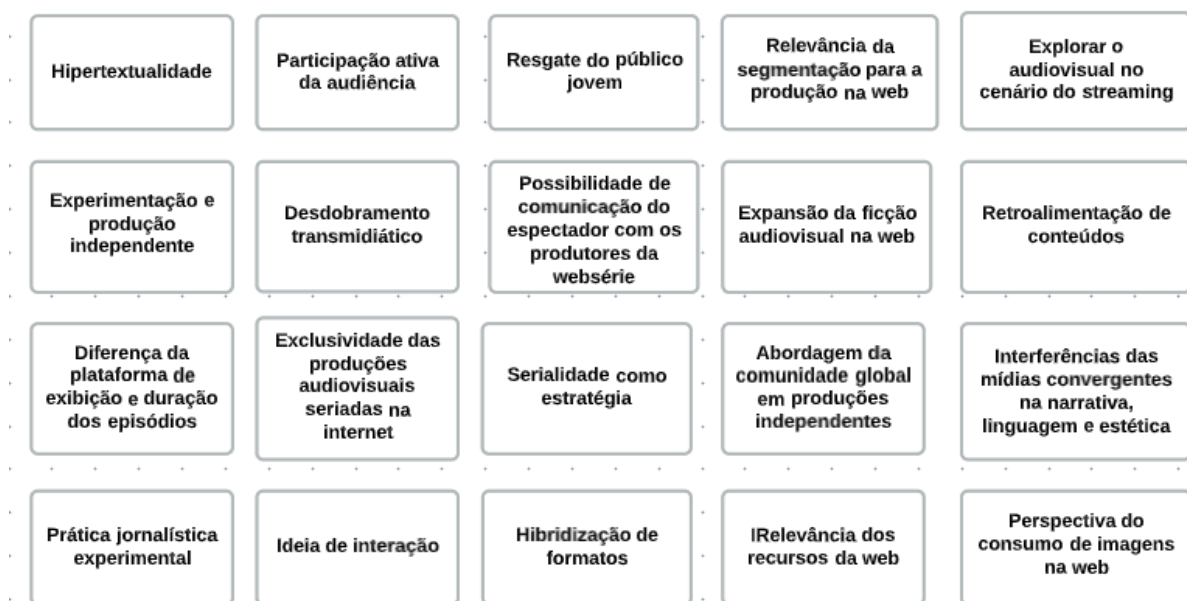 Hipertextualidade
Participação ativa
da audiência
Resgate do público
jovem
Relevância da
segmentação para a
produção na web
Explorar o
audiovisual no
cenário do streaming
Experimentação e
produção
independente
Desdobramento
transmidiático
Possibilidade de
comunicação do
espectador com os
produtores da
websérie
Expansão da ficção
audiovisual na web
Retroalimentação de
conteúdos
Diferença da
plataforma de
exibição e duração
dos episódios
Exclusividade das
produções
audiovisuais
seriadas na
internet
Serialidade como
estratégia
Abordagem da
comunidade global
em produções
independentes
Interferências das
mídias convergentes
na narrativa,
linguagem e estética
Prática jornalística
experimental
Ideia de interação
Hibridização de
formatos
IRelevância dos
recursos da web
Perspectiva do
consumo de imagens
na web